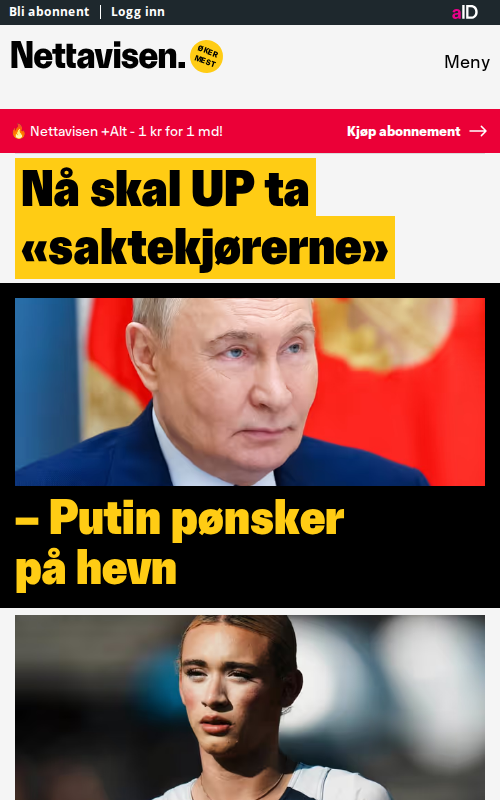 Bli abonnent | Logg inn
aID
Nettavisen.
ØKER
MEST
Meny
🔥 Nettavisen +Alt - 1 kr for 1 md!
Kjøp abonnement →
Nå skal UP ta
«saktekjørerne»
– Putin pønsker
på hevn